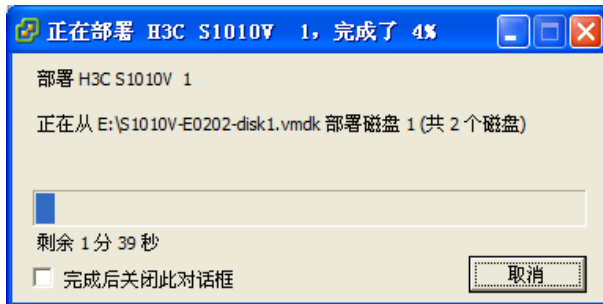 正在部署 H3C S1010V 1，完成了 4%
部署 H3C S1010V 1
正在从 E:\S1010V-E0202-disk1.vmdk 部署磁盘 1 (共 2 个磁盘)
剩余 1 分 39 秒
完成后关闭此对话框
取消